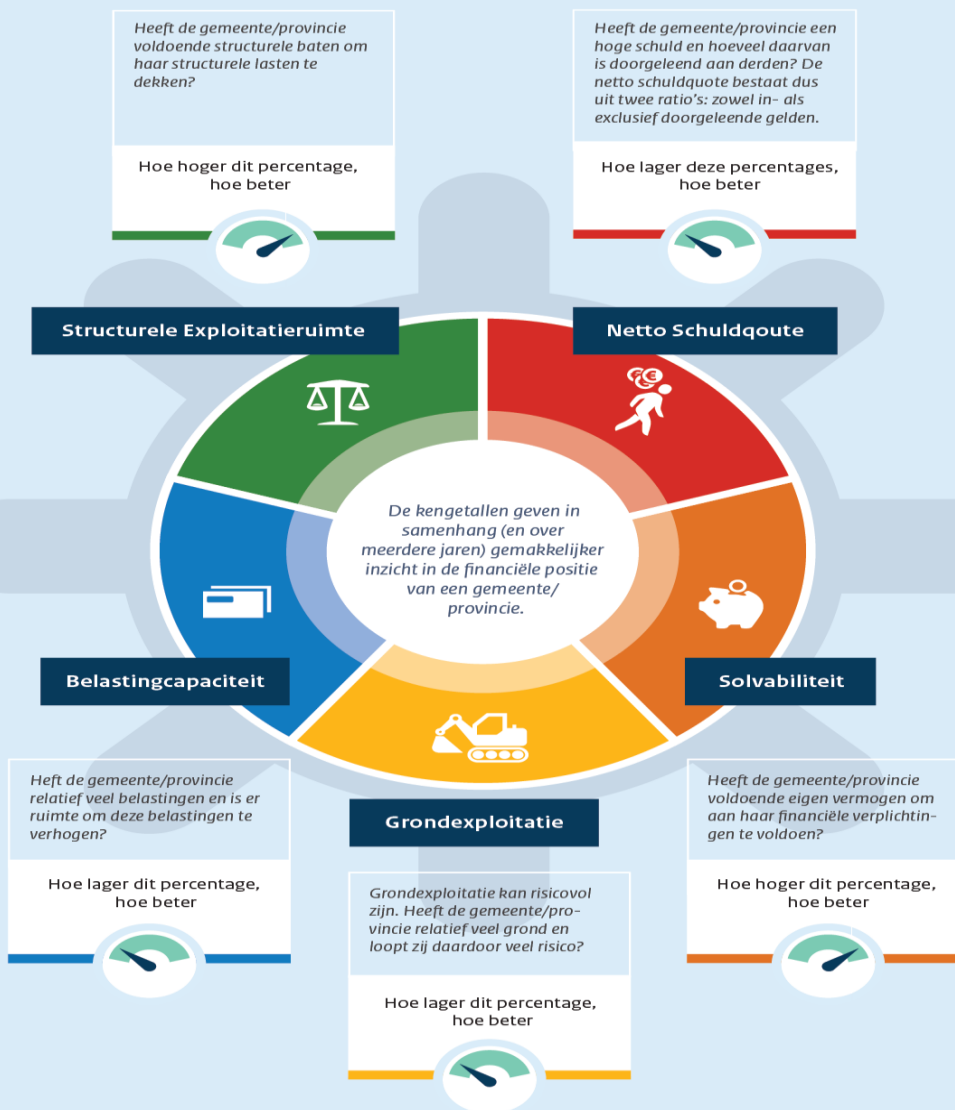 Heeft de gemeente/provincie
voldoende structurele baten om
haar structurele lasten te
dekken?
Hoe hoger dit percentage,
hoe beter
Structurele Exploitatieruimte
Heeft de gemeente/provincie een
hoge schuld en hoeveel daarvan
is doorgeleend aan derden? De
netto schuldquote bestaat dus
uit twee ratio's: zowel in- als
exclusief doorgeleende gelden.
Hoe lager deze percentages,
hoe beter
Netto Schuldqoute
De kengetallen geven in
samenhang (en over
meerdere jaren) gemakkelijker
inzicht in de financiële positie
van een gemeente/
provincie.
Belastingcapaciteit
Heft de gemeente/provincie
relatief veel belastingen en is er
ruimte om deze belastingen te
verhogen?
Hoe lager dit percentage,
hoe beter
Grondexploitatie
Grondexploitatie kan risicovol
zijn. Heeft de gemeente/pro-
vincie relatief veel grond en
loopt zij daardoor veel risico?
Hoe lager dit percentage,
hoe beter
Solvabiliteit
Heeft de gemeente/provincie
voldoende eigen vermogen om
aan haar financiële verplichtin-
gen te voldoen?
Hoe hoger dit percentage,
hoe beter